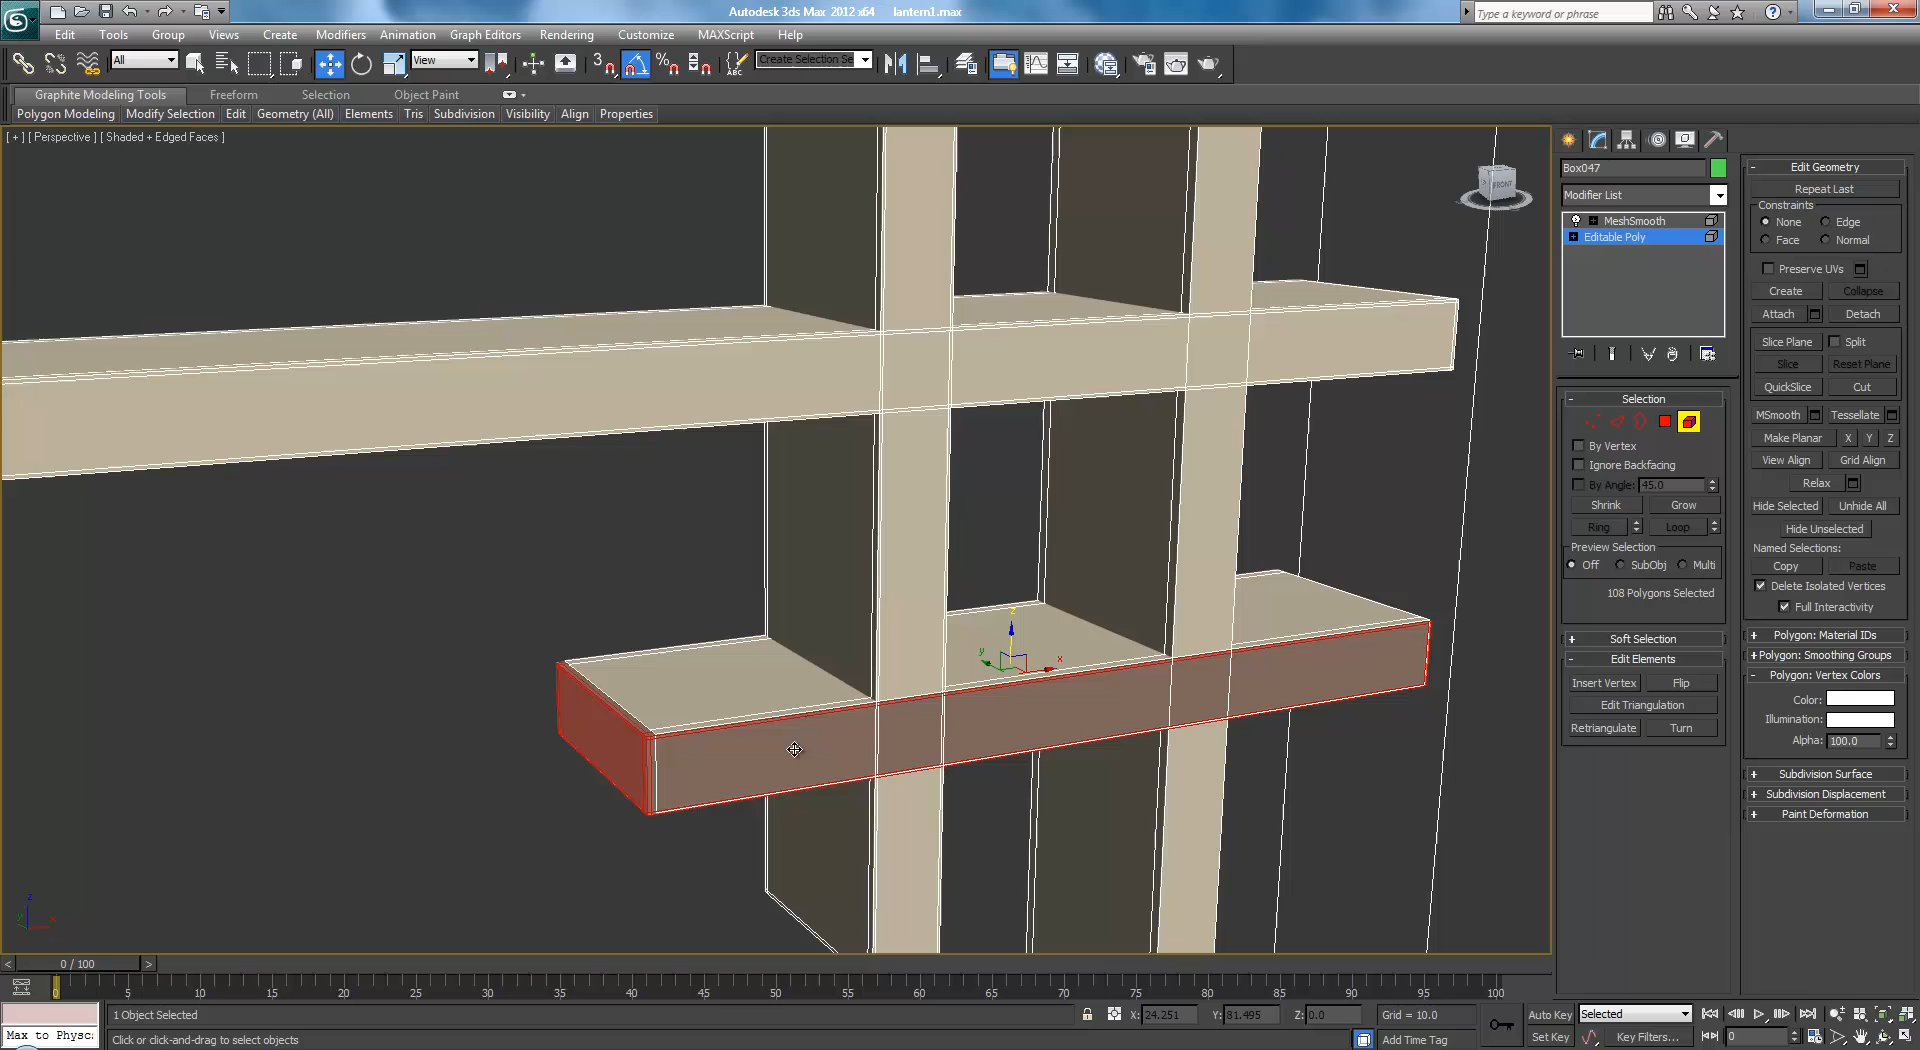 Autodesk 3ds Max 2012 x64 lantern1.max
Type a keyword or phrase
Edit Tools Group Views Create Modifiers Animation Graph Editors Rendering Customize MAXScript Help
All View Create Selection Se
Graphite Modeling Tools Freeform Selection Object Paint
Polygon Modeling Modify Selection Edit Geometry (All) Elements Tris Subdivision Visibility Align Properties
[ + ] [ Perspective ] [ Shaded + Edged Faces ]
FRONT
z
y
x
z
y
x
Box047
Modifier List
MeshSmooth
Editable Poly
Selection
By Vertex
Ignore Backfacing
By Angle: 45.0
Shrink Grow
Ring Loop
Preview Selection
Off SubObj Multi
108 Polygons Selected
Soft Selection
Edit Elements
Insert Vertex Flip
Edit Triangulation
Retriangulate Turn
Edit Geometry
Repeat Last
Constraints
None Edge
Face Normal
Preserve UVs
Create Collapse
Attach Detach
Slice Plane Split
Slice Reset Plane
QuickSlice Cut
MSmooth Tessellate
Make Planar X Y Z
View Align Grid Align
Relax
Hide Selected Unhide All
Hide Unselected
Named Selections:
Copy Paste
Delete Isolated Vertices
Full Interactivity
Polygon: Material IDs
Polygon: Smoothing Groups
Polygon: Vertex Colors
Color:
Illumination:
Alpha: 100.0
Subdivision Surface
Subdivision Displacement
Paint Deformation
< 0 / 100 >
0 5 10 15 20 25 30 35 40 45 50 55 60 65 70 75 80 85 90 95 100
1 Object Selected X: 24.251 Y: 81.495 Z: 0.0 Grid = 10.0 Auto Key Selected
Max to Physc: Click or click-and-drag to select objects Add Time Tag Set Key Key Filters... 0